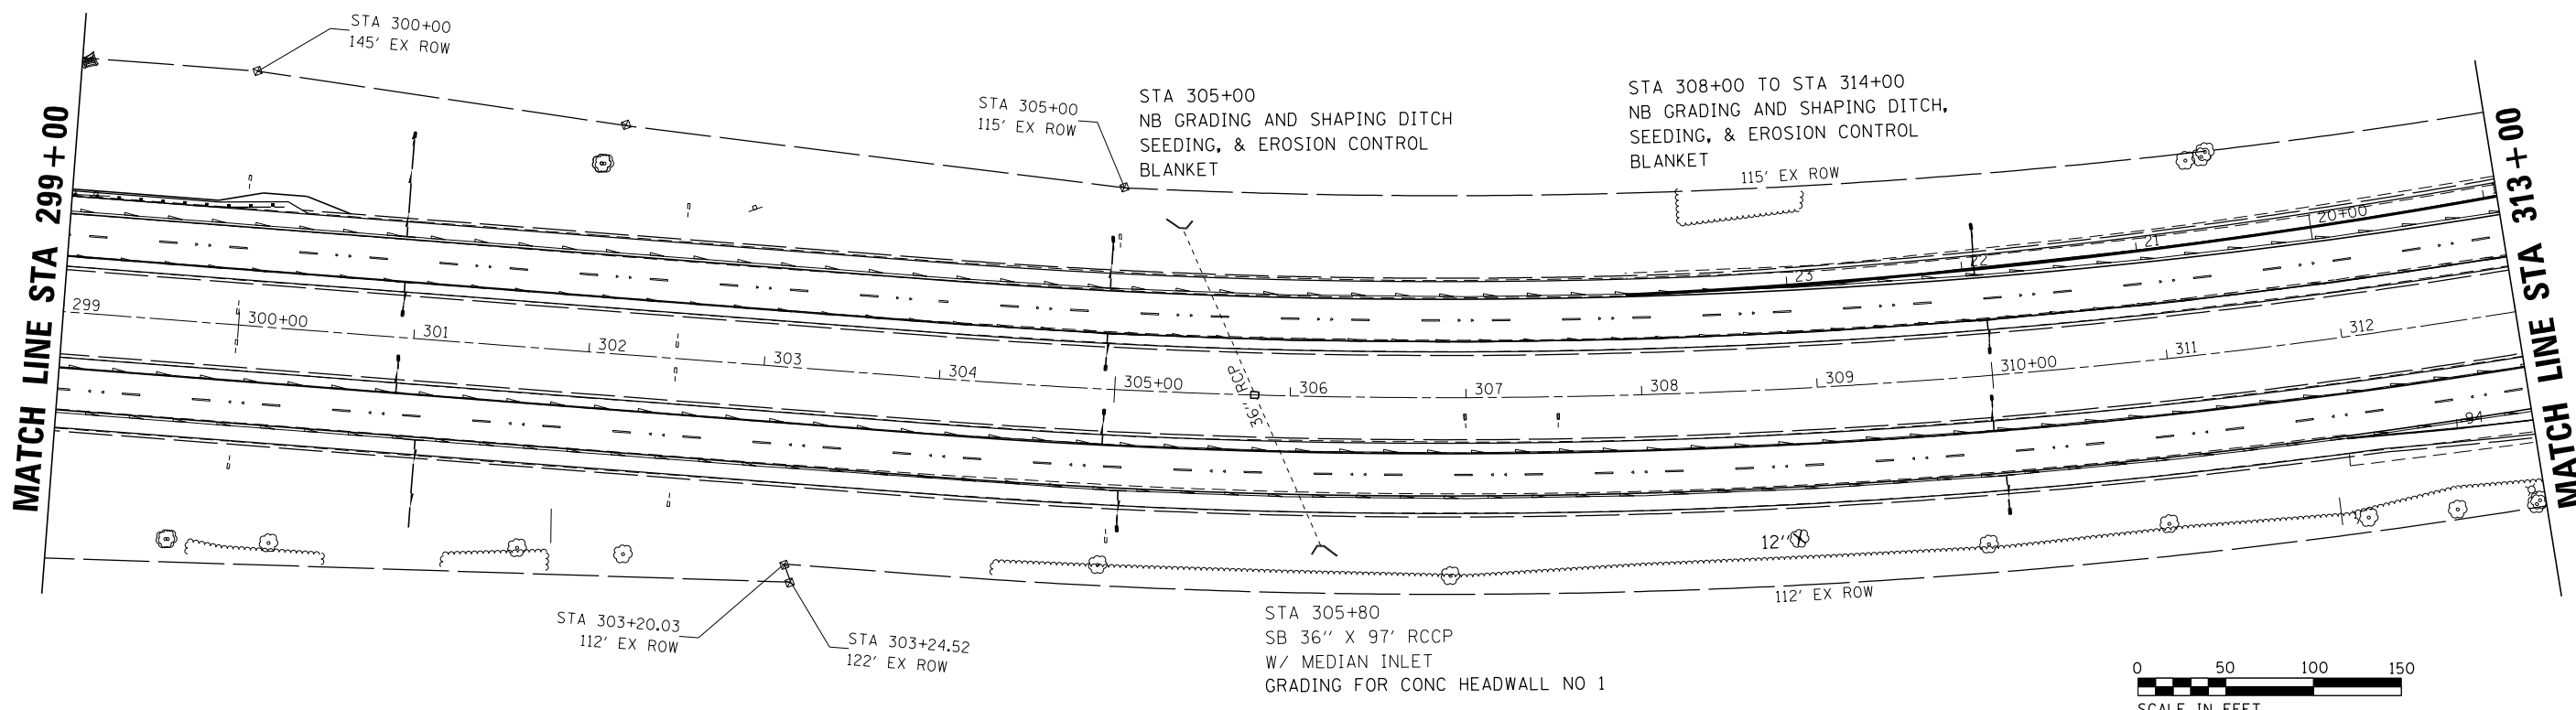 MATCH LINE STA 299+00
STA 300+00
145' EX ROW
STA 305+00
115' EX ROW
STA 305+00
NB GRADING AND SHAPING DITCH
SEEDING, & EROSION CONTROL
BLANKET
STA 308+00 TO STA 314+00
NB GRADING AND SHAPING DITCH,
SEEDING, & EROSION CONTROL
BLANKET
115' EX ROW
MATCH LINE STA 313+00
20+00
21
22
23
299
300+00
301
302
303
304
305+00
306
307
308
309
310+00
311
312
36" RCP
94
12"
112' EX ROW
STA 303+20.03
112' EX ROW
STA 303+24.52
122' EX ROW
STA 305+80
SB 36'' X 97' RCCP
W/ MEDIAN INLET
GRADING FOR CONC HEADWALL NO 1
0 50 100 150
SCALE IN FEET